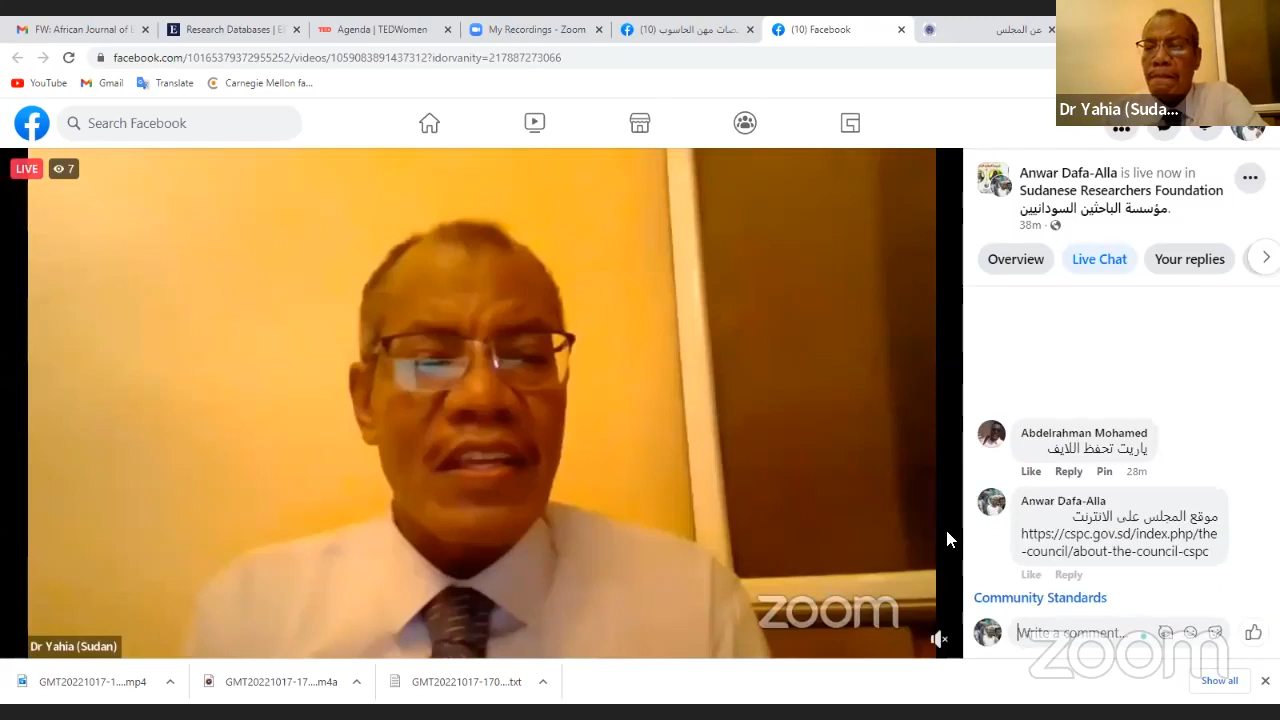 FW: African Journal of E
Research Databases | E
TED Agenda | TEDWomen
My Recordings - Zoom
(10) صات مهن الحاسوب
(10) Facebook
عن المجلس
facebook.com/10165379372955252/videos/1059083891437312?idorvanity=217887273066
YouTube
Gmail
Translate
Carnegie Mellon fa...
Dr Yahia (Suda...
Search Facebook
LIVE
7
Anwar Dafa-Alla is live now in
Sudanese Researchers Foundation
مؤسسة الباحثين السودانيين.
38m
Overview
Live Chat
Your replies
Abdelrahman Mohamed
ياريت تحفظ اللايف
Like Reply Pin 28m
Anwar Dafa-Alla
موقع المجلس على الانترنت
https://cspc.gov.sd/index.php/the
-council/about-the-council-cspc
Like Reply
Community Standards
Write a comment...
zoom
Dr Yahia (Sudan)
zoom
GMT20221017-1....mp4
GMT20221017-17....m4a
GMT20221017-170....txt
Show all